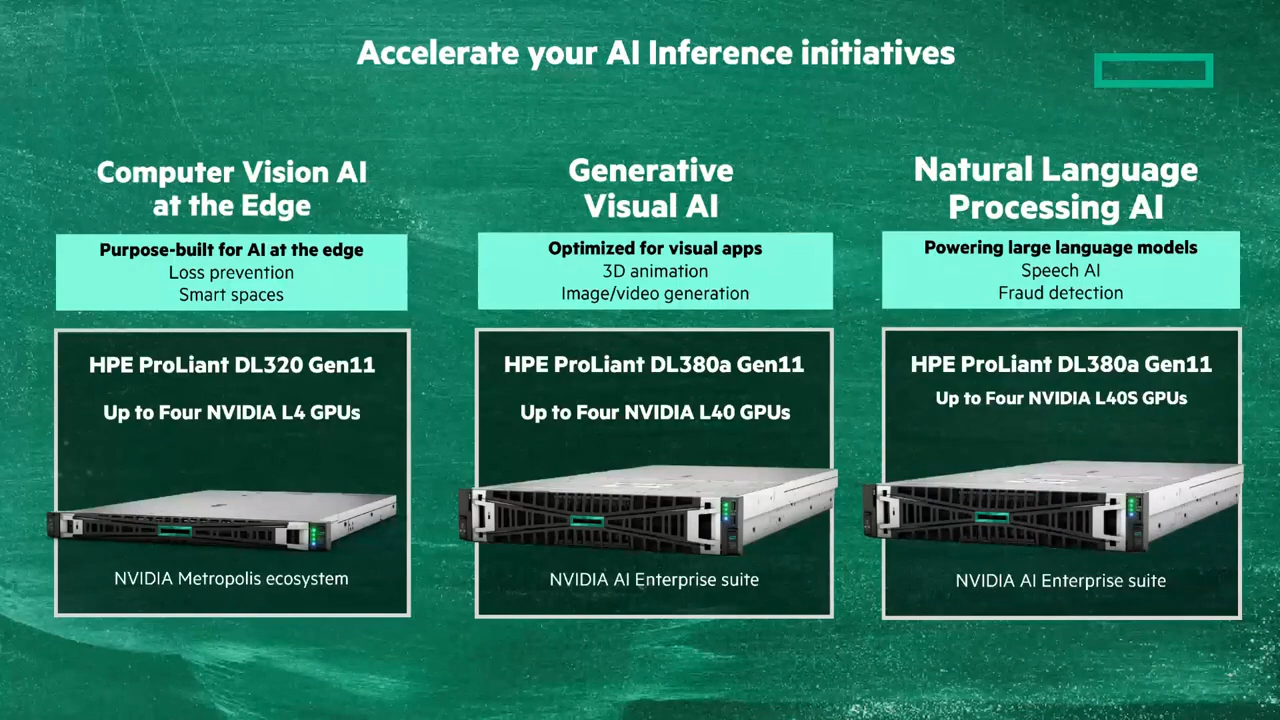 Accelerate your AI Inference initiatives
Computer Vision AI
at the Edge
Purpose-built for AI at the edge
Loss prevention
Smart spaces
HPE ProLiant DL320 Gen11
Up to Four NVIDIA L4 GPUs
NVIDIA Metropolis ecosystem
Generative
Visual AI
Optimized for visual apps
3D animation
Image/video generation
HPE ProLiant DL380a Gen11
Up to Four NVIDIA L40 GPUs
NVIDIA AI Enterprise suite
Natural Language
Processing AI
Powering large language models
Speech AI
Fraud detection
HPE ProLiant DL380a Gen11
Up to Four NVIDIA L40S GPUs
NVIDIA AI Enterprise suite